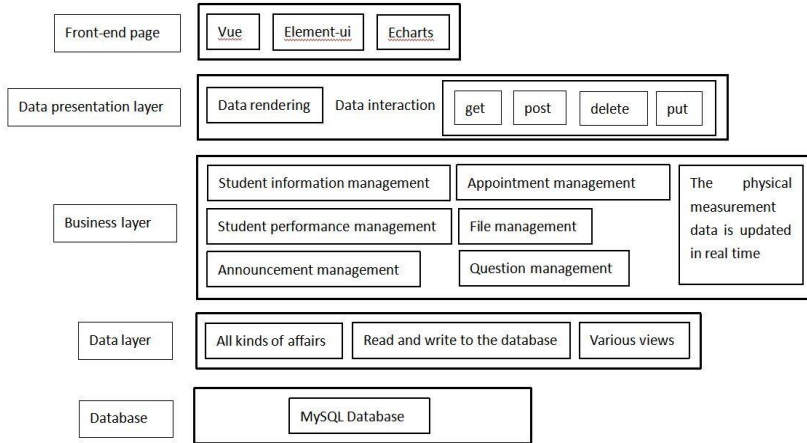 Front-end page
Vue
Element-ui
Echarts
Data presentation layer
Data rendering
Data interaction
get
post
delete
put
Business layer
Student information management
Appointment management
Student performance management
File management
Announcement management
Question management
The physical
measurement
data is updated
in real time
Data layer
All kinds of affairs
Read and write to the database
Various views
Database
MySQL Database